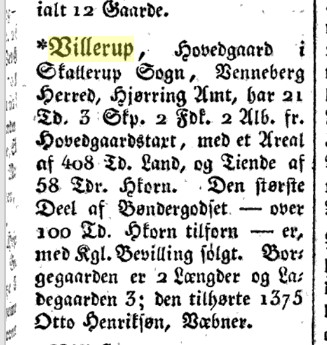 ialt 12 Gaarde.
*Villerup, Hovedgaard i
Skallerup Sogn, Venneberg
Herred, Hjørring Amt, har 21
Td. 3 Skp. 2 Fdk. 2 Alb. fr.
Hovedgaardstaxt, med et Areal
af 408 Td. Land, og Tiende af
58 Tdr. Hkorn. Den største
Deel af Bøndergodset — over
100 Td. Hkorn tilforn — er,
med Kgl. Bevilling solgt. Bor-
gegaarden er 2 Længder og La-
degaarden 3; den tilhørte 1375
Otto Henriksøn, Væbner.